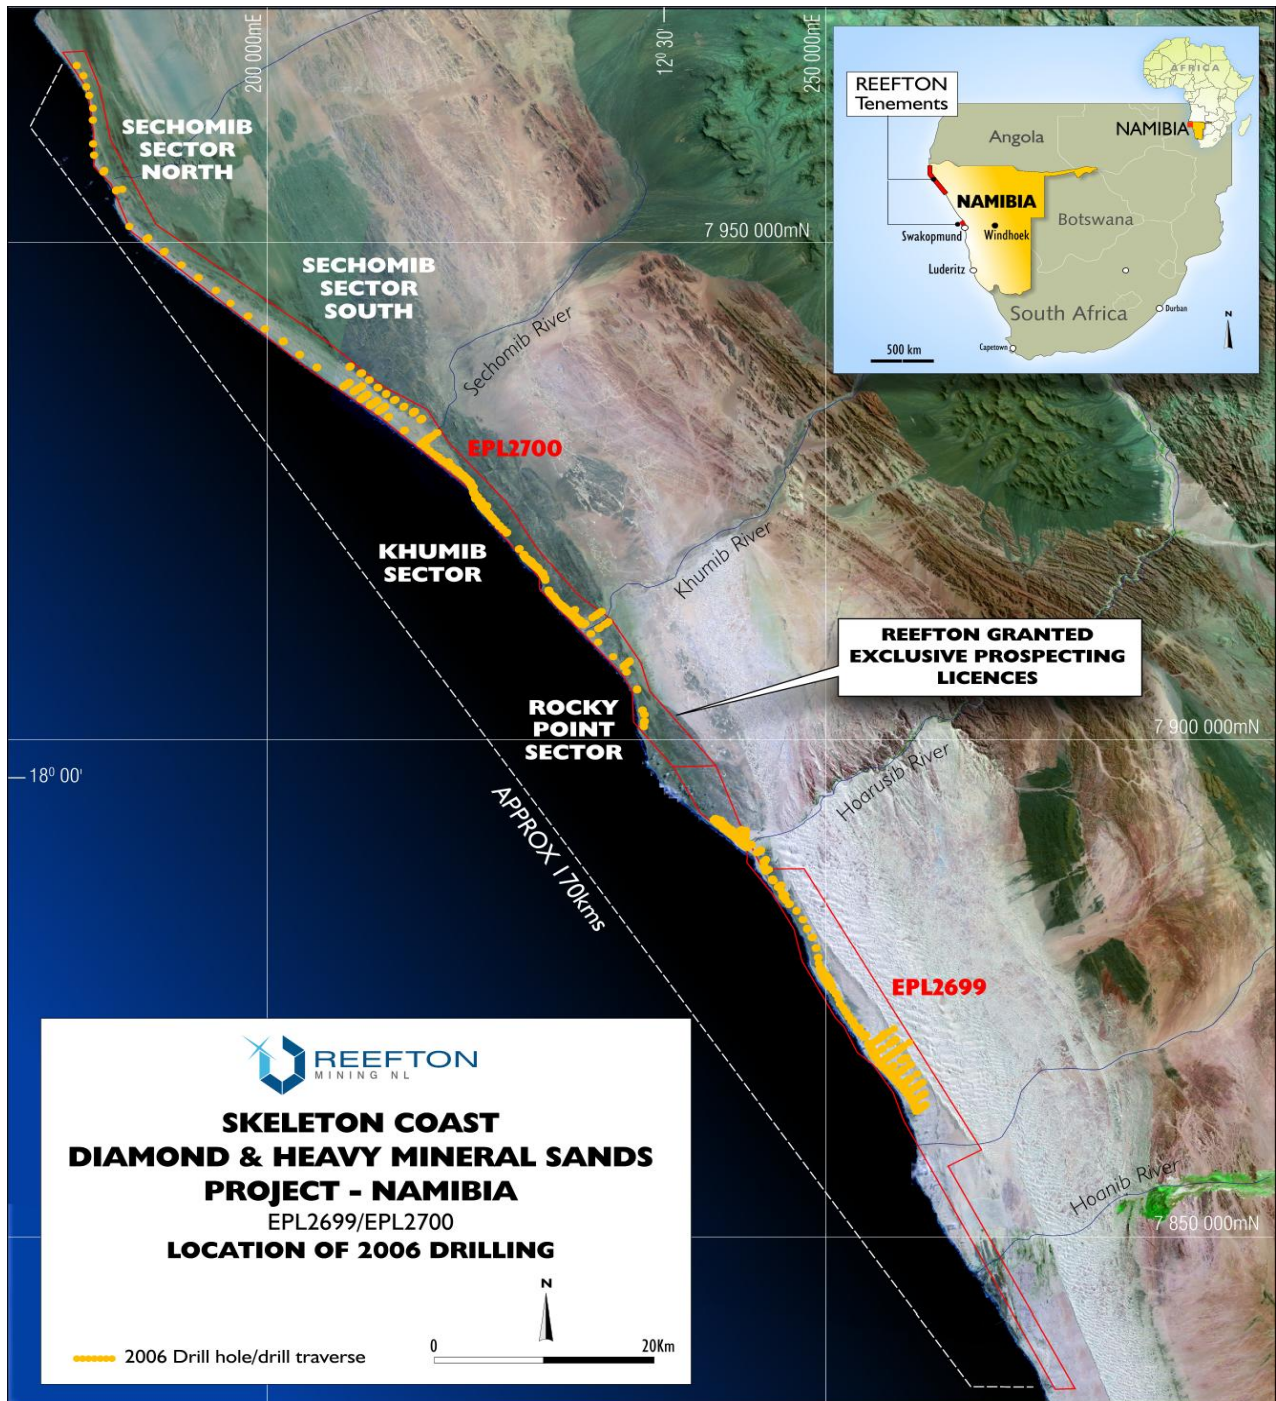 200 000mE
12⁰ 30'
250 000mE
REEFTON
Tenements
AFRICA
NAMIBIA
Angola
NAMIBIA
Botswana
Swakopmund
Windhoek
Luderitz
South Africa
Durban
Capetown
500 km
N
SECHOMIB
SECTOR
NORTH
7 950 000mN
SECHOMIB
SECTOR
SOUTH
Sechomib River
EPL2700
KHUMIB
SECTOR
Khumib River
REEFTON GRANTED
EXCLUSIVE PROSPECTING
LICENCES
ROCKY
POINT
SECTOR
7 900 000mN
18⁰ 00'
Hoarusib River
APPROX 170kms
EPL2699
REEFTON
MINING NL
SKELETON COAST
DIAMOND & HEAVY MINERAL SANDS
PROJECT - NAMIBIA
EPL2699/EPL2700
LOCATION OF 2006 DRILLING
N
0 20Km
2006 Drill hole/drill traverse
Hoanib River
7 850 000mN